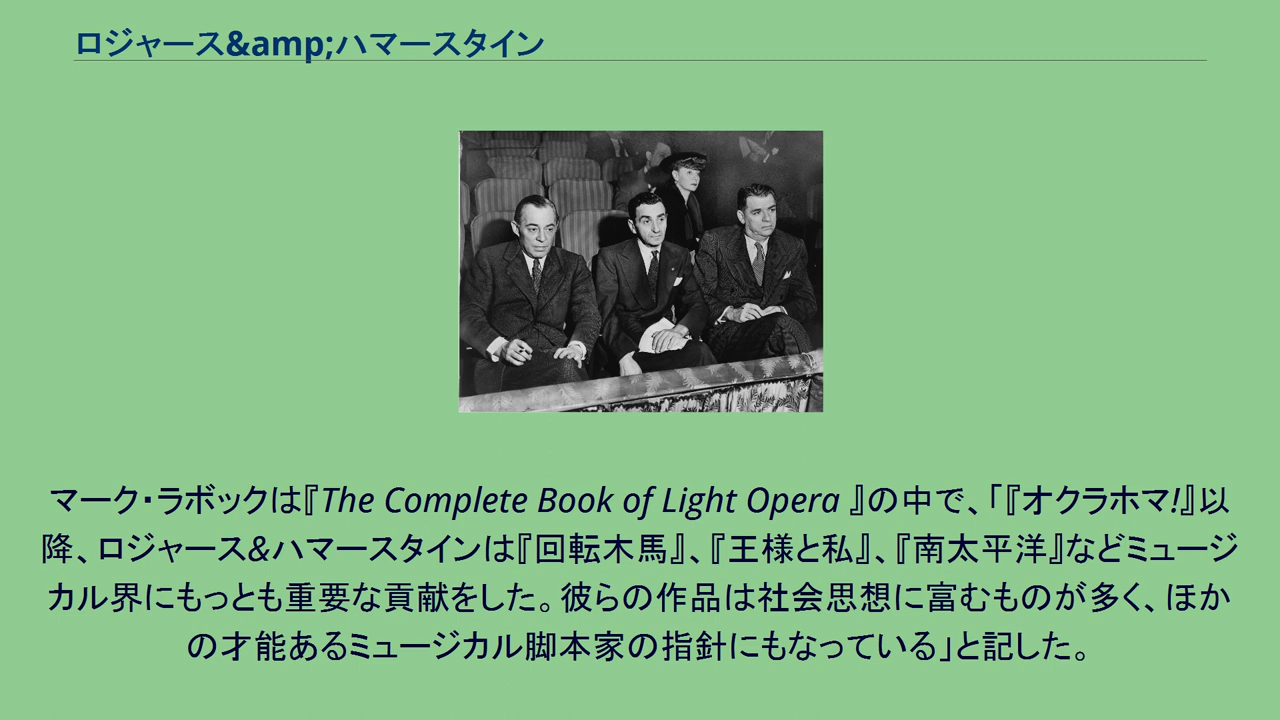 ロジャース&amp;ハマースタイン
マーク・ラボックは『The Complete Book of Light Opera 』の中で、「『オクラホマ!』以
降、ロジャース&ハマースタインは『回転木馬』、『王様と私』、『南太平洋』などミュージ
カル界にもっとも重要な貢献をした。彼らの作品は社会思想に富むものが多く、ほか
の才能あるミュージカル脚本家の指針にもなっている」と記した。